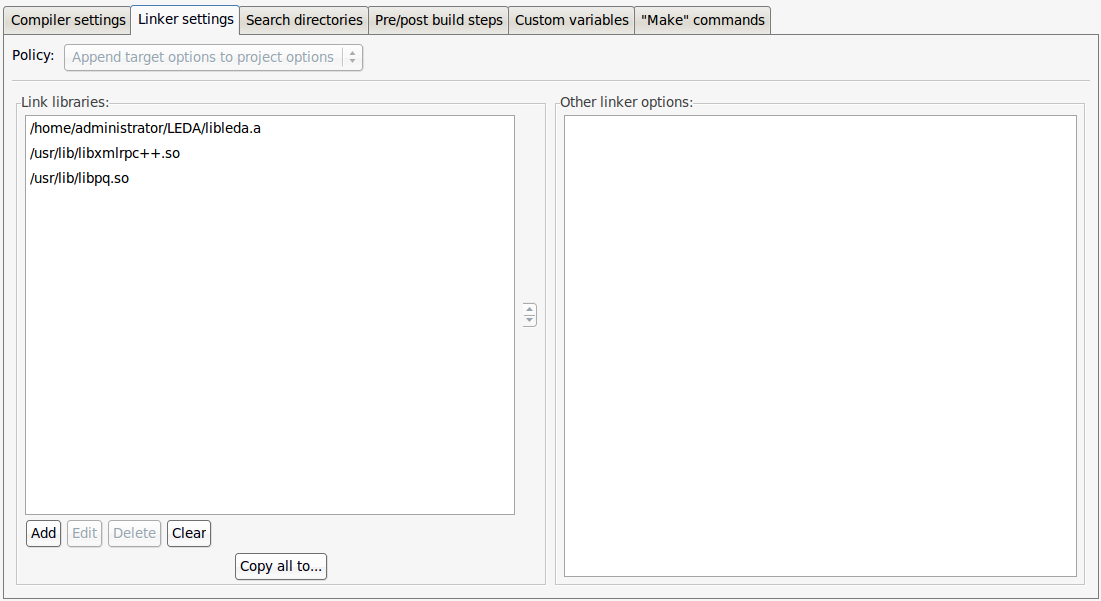 Compiler settings Linker settings Search directories Pre/post build steps Custom variables "Make" commands
Policy: Append target options to project options
Link libraries:
/home/administrator/LEDA/libleda.a
/usr/lib/libxmlrpc++.so
/usr/lib/libpq.so
Add Edit Delete Clear
Copy all to...
Other linker options: